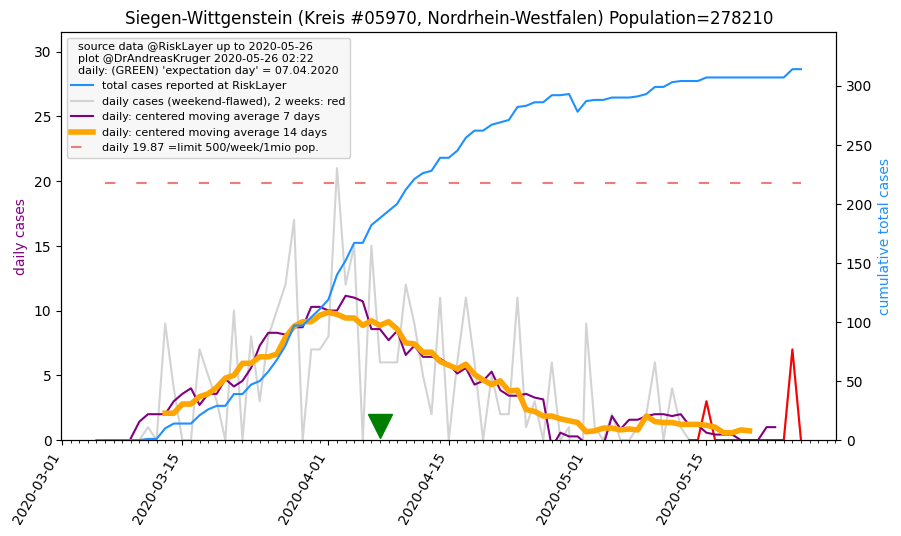 Siegen-Wittgenstein (Kreis #05970, Nordrhein-Westfalen) Population=278210
source data @RiskLayer up to 2020-05-26
plot @DrAndreasKruger 2020-05-26 02:22
daily: (GREEN) 'expectation day' = 07.04.2020
total cases reported at RiskLayer
daily cases (weekend-flawed), 2 weeks: red
daily: centered moving average 7 days
daily: centered moving average 14 days
daily 19.87 =limit 500/week/1mio pop.
daily cases
30
25
20
15
10
5
0
cumulative total cases
300
250
200
150
100
50
0
2020-03-01
2020-03-15
2020-04-01
2020-04-15
2020-05-01
2020-05-15